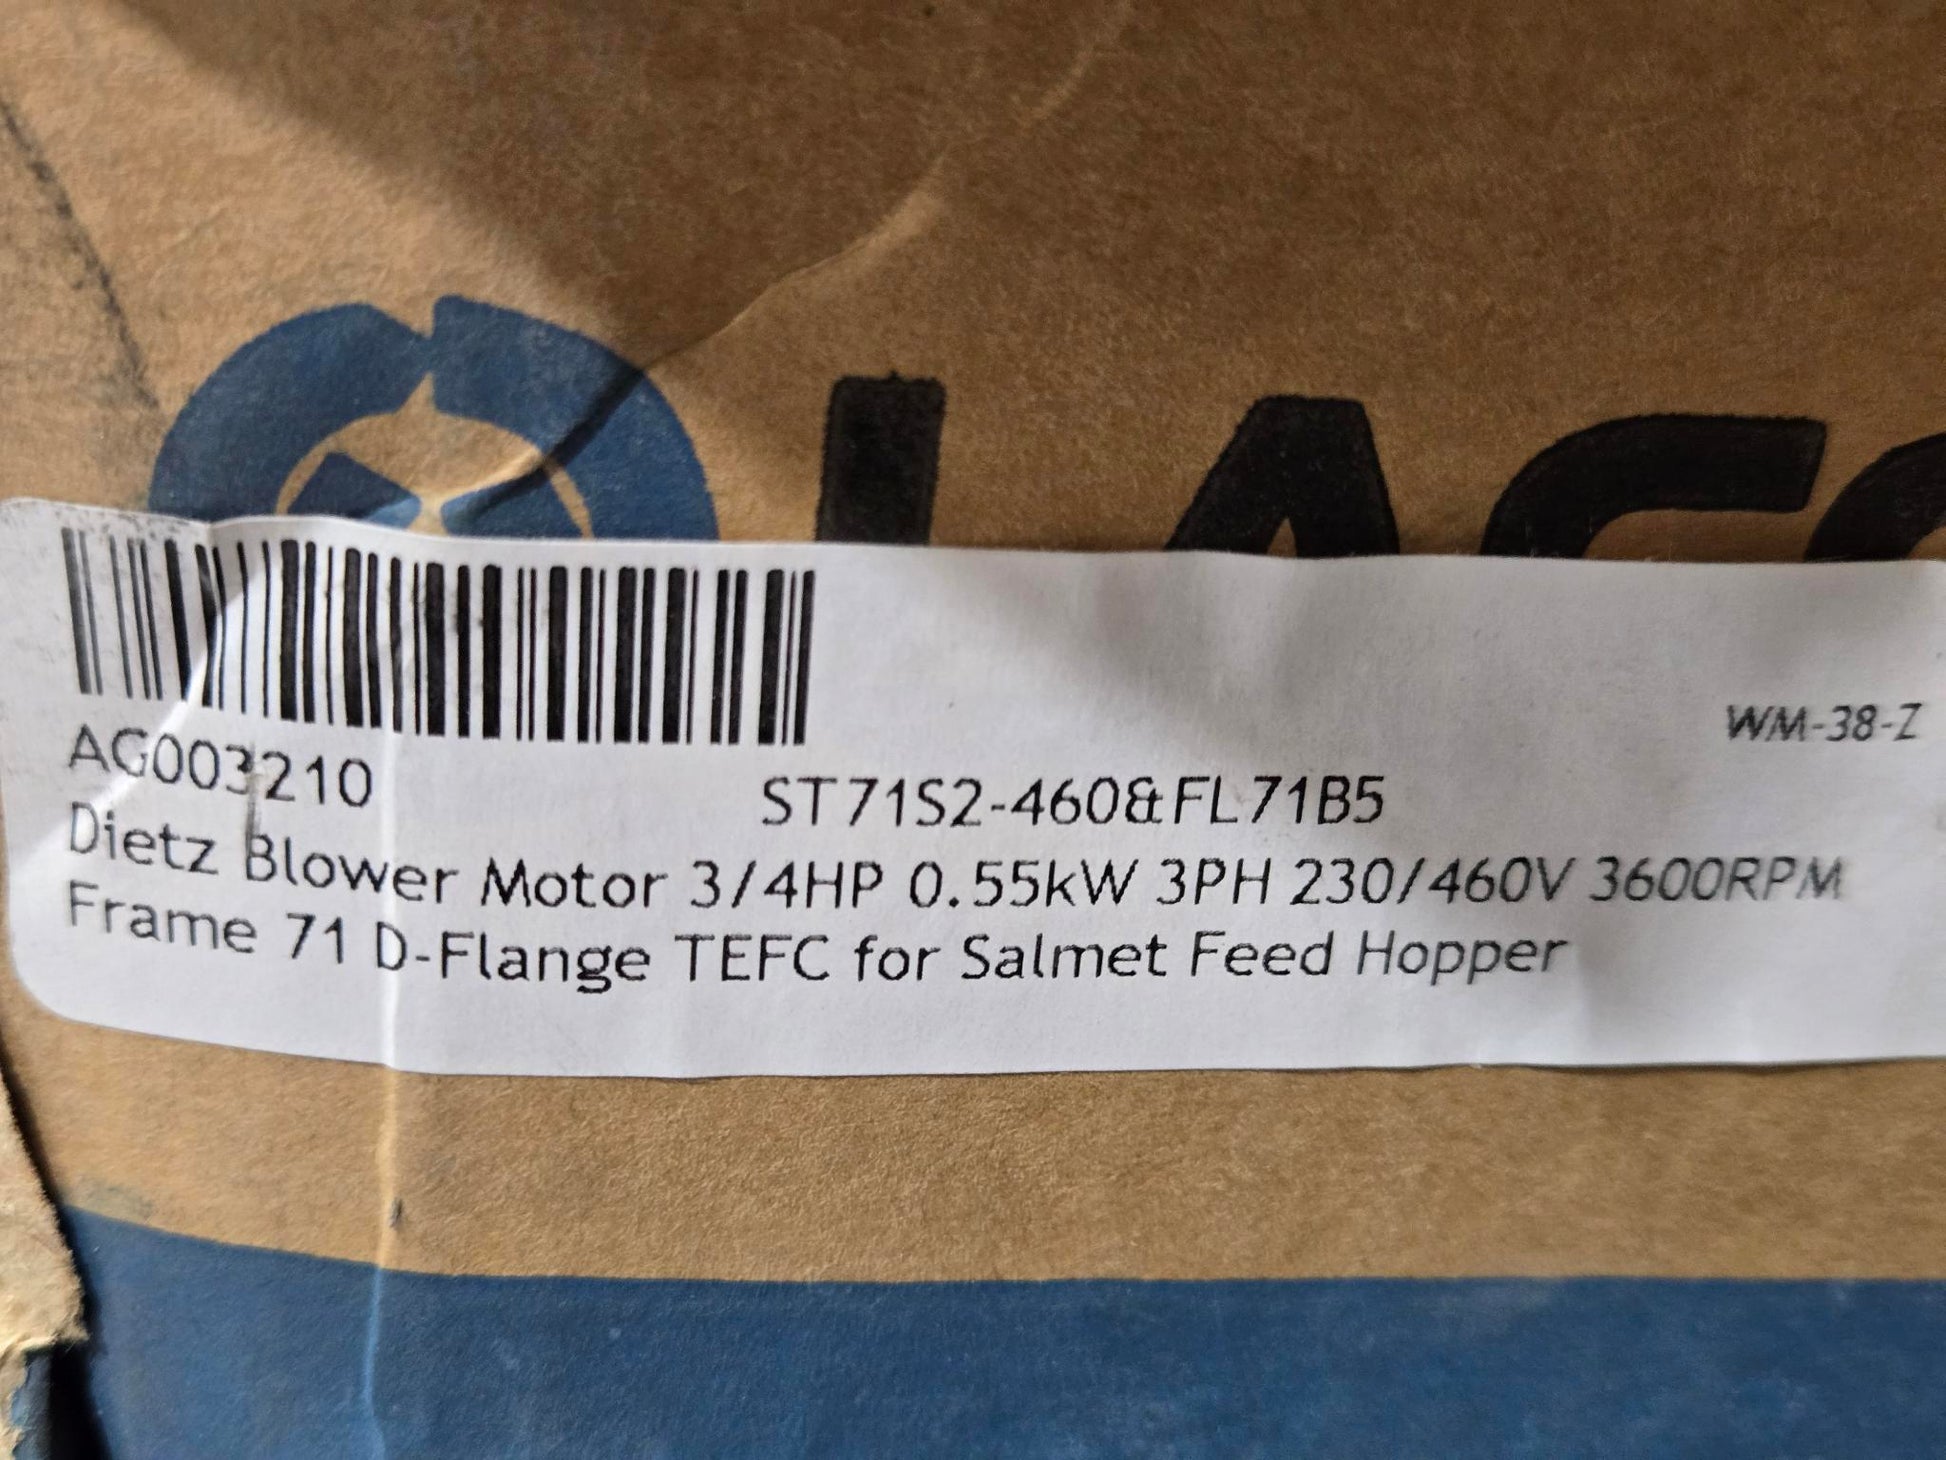 LAGO
WM-38-Z
AG003210 ST71S2-460&FL71B5
Dietz Blower Motor 3/4HP 0.55kW 3PH 230/460V 3600RPM
Frame 71 D-Flange TEFC for Salmet Feed Hopper